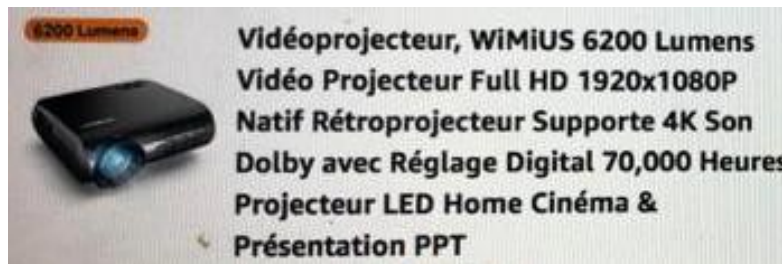 6200 Lumens
Vidéoprojecteur, WiMiUS 6200 Lumens
Vidéo Projecteur Full HD 1920x1080P
Natif Rétroprojecteur Supporte 4K Son
Dolby avec Réglage Digital 70,000 Heures
Projecteur LED Home Cinéma &
Présentation PPT